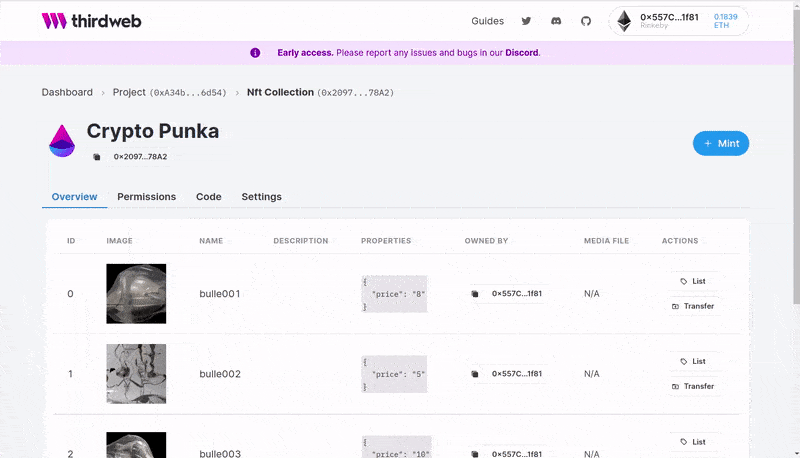 thirdweb
Guides
0x557C...1f81
Rinkeby
0.1839
ETH
Early access. Please report any issues and bugs in our Discord.
Dashboard › Project (0xA34b...6d54) › Nft Collection (0x2097...78A2)
Crypto Punka
0x2097...78A2
+ Mint
Overview Permissions Code Settings
ID IMAGE NAME DESCRIPTION PROPERTIES OWNED BY MEDIA FILE ACTIONS
{
List
0 bulle001 "price": "8" 0x557C...1f81 N/A
}
Transfer
{
List
1 bulle002 "price": "5" 0x557C...1f81 N/A
}
Transfer
{
List
2 bulle003 "price": "10" 0x557C...1f81 N/A